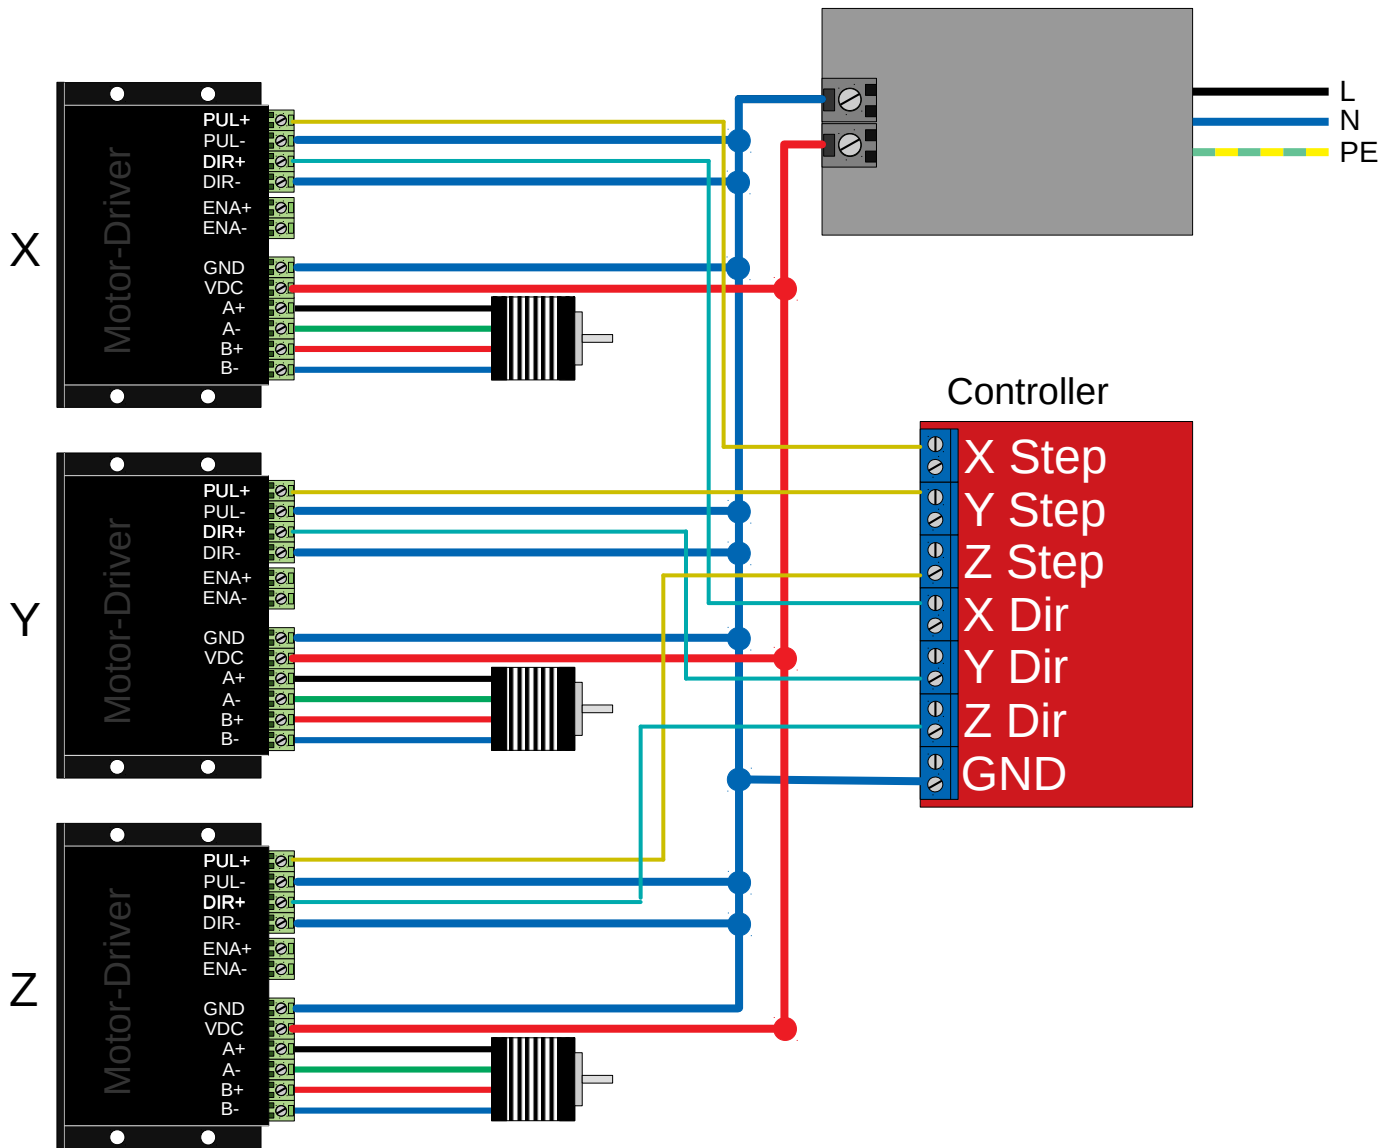 L
N
PE
X
Motor-Driver
PUL+
PUL-
DIR+
DIR-
ENA+
ENA-
GND
VDC
A+
A-
B+
B-
Controller
X Step
Y Step
Z Step
X Dir
Y Dir
Z Dir
GND
Y
Motor-Driver
PUL+
PUL-
DIR+
DIR-
ENA+
ENA-
GND
VDC
A+
A-
B+
B-
Z
Motor-Driver
PUL+
PUL-
DIR+
DIR-
ENA+
ENA-
GND
VDC
A+
A-
B+
B-